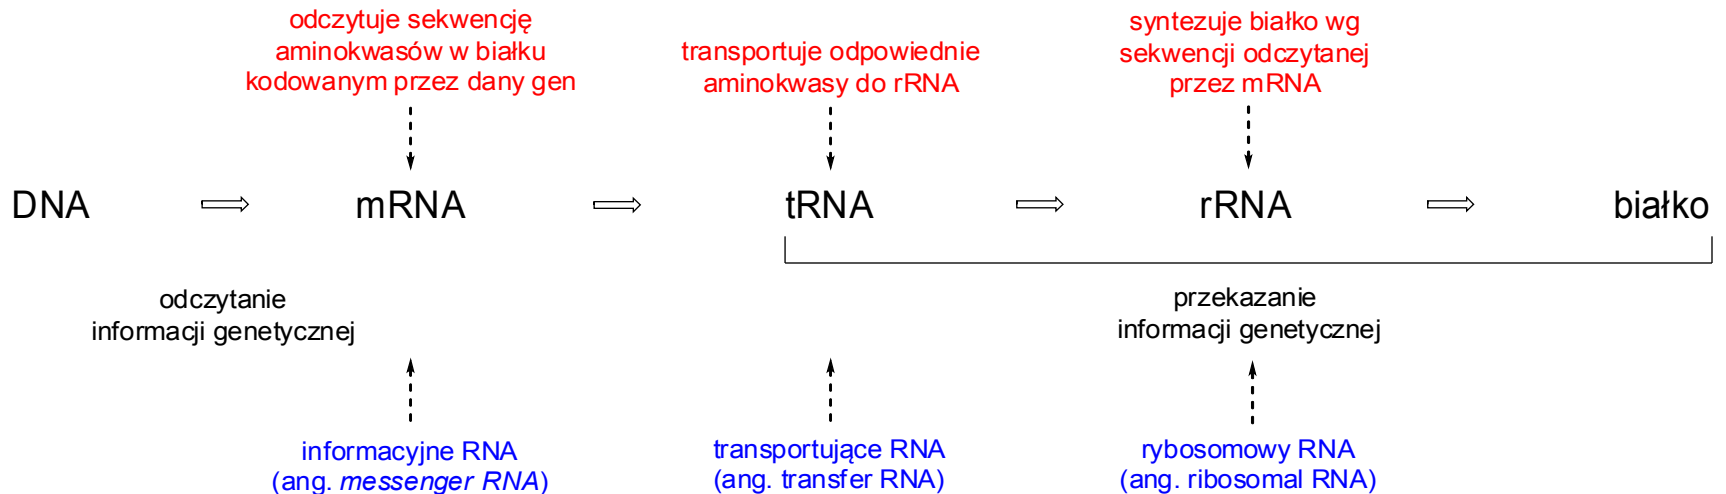 odczytuje sekwencję
aminokwasów w białku
kodowanym przez dany gen
transportuje odpowiednie
aminokwasy do rRNA
syntezuje białko wg
sekwencji odczytanej
przez mRNA
DNA ⇨ mRNA ⇨ tRNA ⇨ rRNA ⇨ białko
odczytanie
informacji genetycznej
przekazanie
informacji genetycznej
informacyjne RNA
(ang. messenger RNA)
transportujące RNA
(ang. transfer RNA)
rybosomowy RNA
(ang. ribosomal RNA)